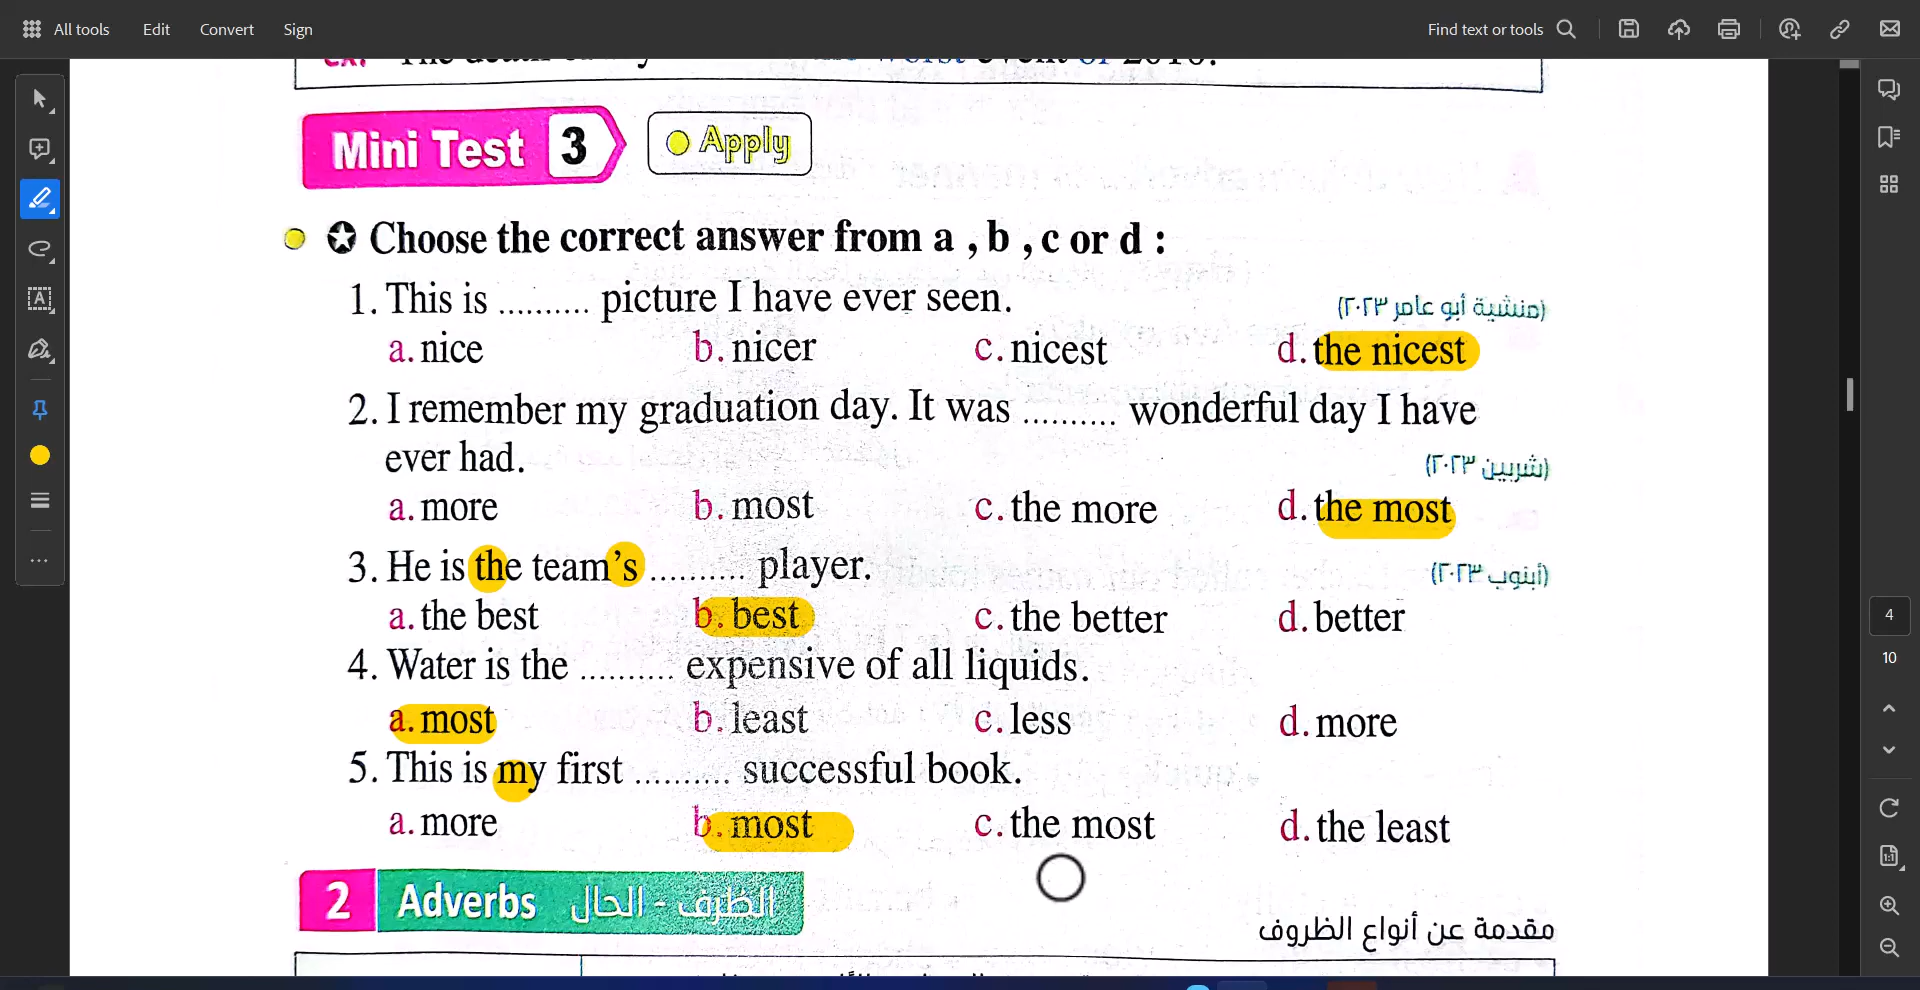 All tools Edit Convert Sign Find text or tools
Mini Test 3 Apply
Choose the correct answer from a , b , c or d :
1. This is .......... picture I have ever seen. (منشية أبو عامر ٢٠٢٣)
a. nice b. nicer c. nicest d. the nicest
2. I remember my graduation day. It was .......... wonderful day I have
ever had. (شربين ٢٠٢٣)
a. more b. most c. the more d. the most
3. He is the team's .......... player. (أبنوب ٢٠٢٣)
a. the best b. best c. the better d. better
4. Water is the .......... expensive of all liquids.
a. most b. least c. less d. more
5. This is my first .......... successful book.
a. more b. most c. the most d. the least
2 Adverbs الظرف - الحال
مقدمة عن أنواع الظروف
4
10